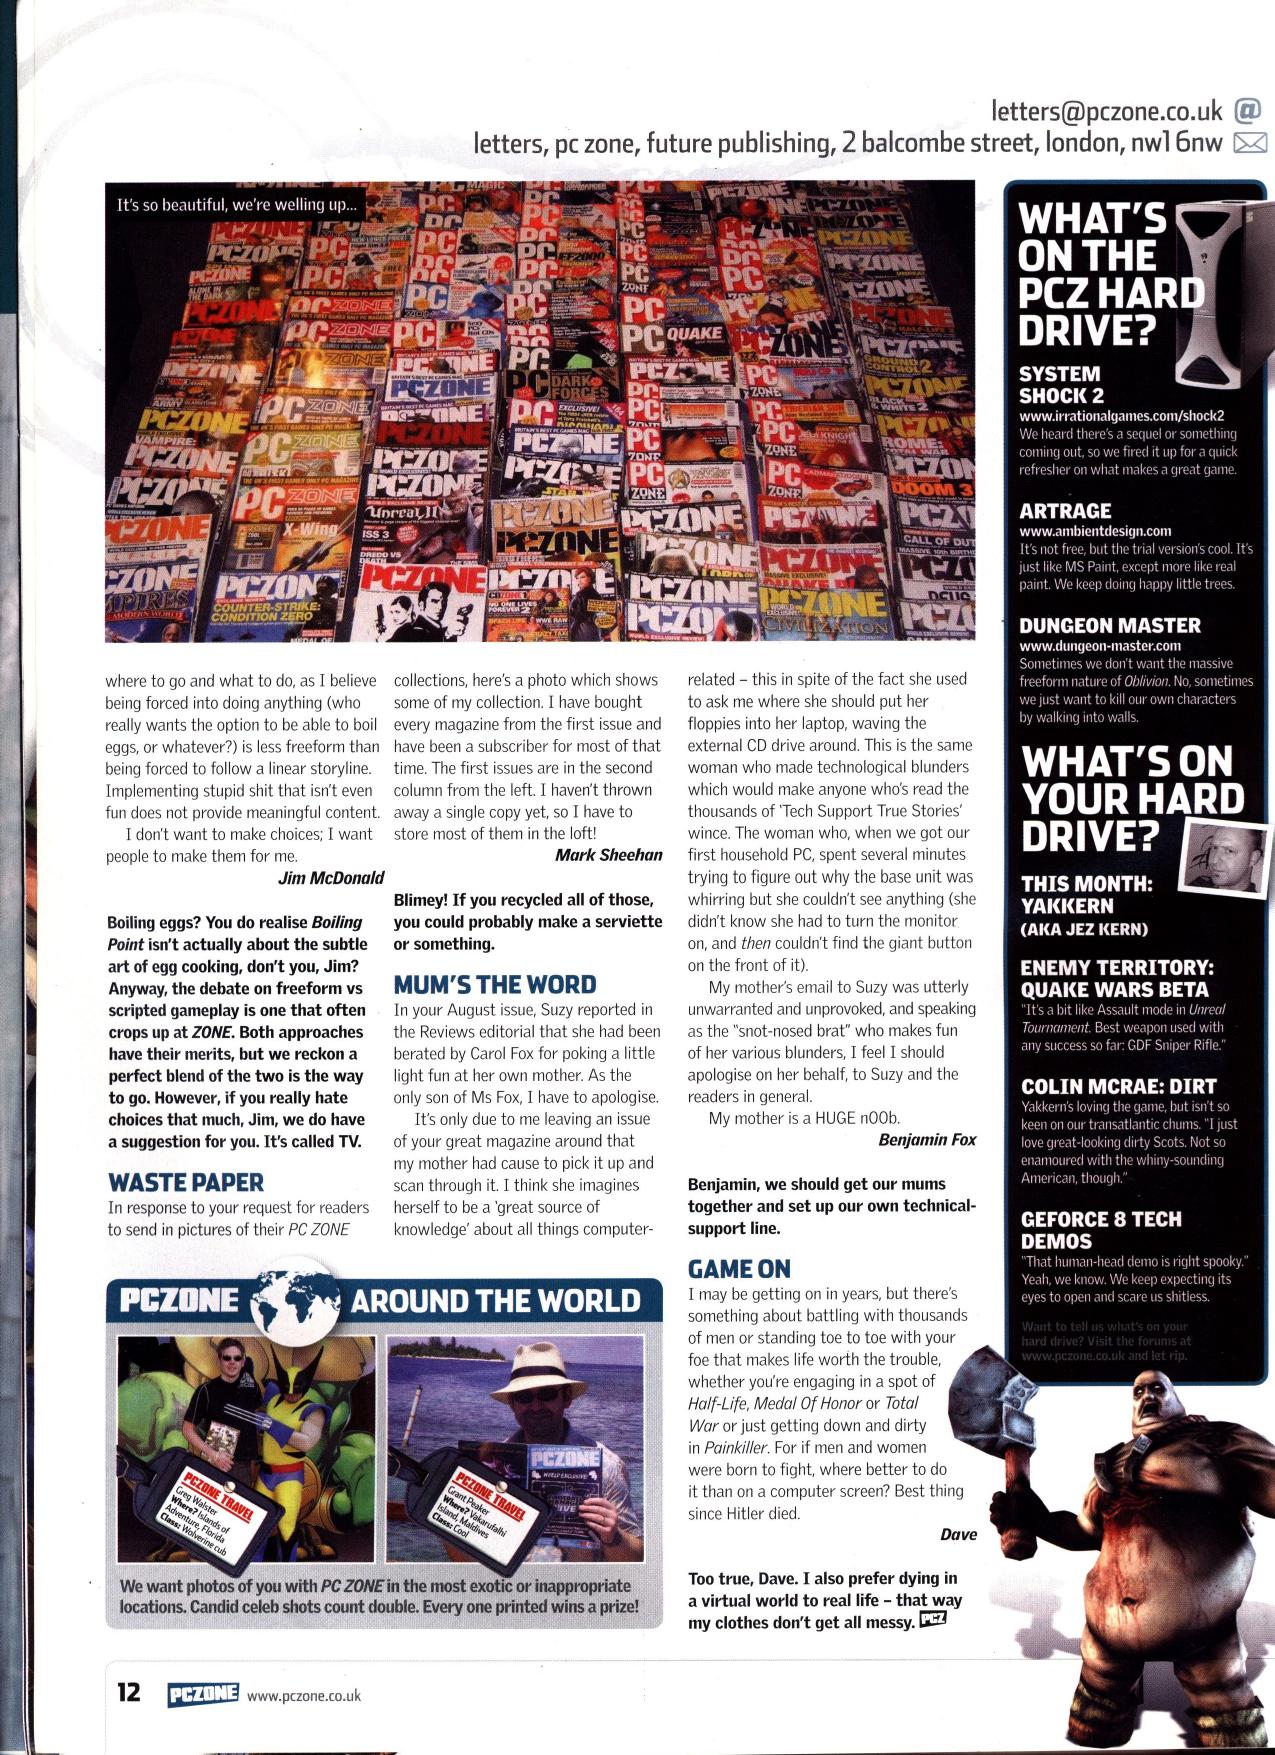 letters@pczone.co.uk
letters, pc zone, future publishing, 2 balcombe street, london, nw1 6nw
It's so beautiful, we're welling up...
where to go and what to do, as I believe
being forced into doing anything (who
really wants the option to be able to boil
eggs, or whatever?) is less freeform than
being forced to follow a linear storyline.
Implementing stupid shit that isn't even
fun does not provide meaningful content.
I don't want to make choices; I want
people to make them for me.
Jim McDonald
Boiling eggs? You do realise Boiling
Point isn't actually about the subtle
art of egg cooking, don't you, Jim?
Anyway, the debate on freeform vs
scripted gameplay is one that often
crops up at ZONE. Both approaches
have their merits, but we reckon a
perfect blend of the two is the way
to go. However, if you really hate
choices that much, Jim, we do have
a suggestion for you. It's called TV.
WASTE PAPER
In response to your request for readers
to send in pictures of their PC ZONE
collections, here's a photo which shows
some of my collection. I have bought
every magazine from the first issue and
have been a subscriber for most of that
time. The first issues are in the second
column from the left. I haven't thrown
away a single copy yet, so I have to
store most of them in the loft!
Mark Sheehan
Blimey! If you recycled all of those,
you could probably make a serviette
or something.
MUM'S THE WORD
In your August issue, Suzy reported in
the Reviews editorial that she had been
berated by Carol Fox for poking a little
light fun at her own mother. As the
only son of Ms Fox, I have to apologise.
It's only due to me leaving an issue
of your great magazine around that
my mother had cause to pick it up and
scan through it. I think she imagines
herself to be a 'great source of
knowledge' about all things computer-
related – this in spite of the fact she used
to ask me where she should put her
floppies into her laptop, waving the
external CD drive around. This is the same
woman who made technological blunders
which would make anyone who's read the
thousands of 'Tech Support True Stories'
wince. The woman who, when we got our
first household PC, spent several minutes
trying to figure out why the base unit was
whirring but she couldn't see anything (she
didn't know she had to turn the monitor
on, and then couldn't find the giant button
on the front of it).
My mother's email to Suzy was utterly
unwarranted and unprovoked, and speaking
as the "snot-nosed brat" who makes fun
of her various blunders, I feel I should
apologise on her behalf, to Suzy and the
readers in general.
My mother is a HUGE n00b.
Benjamin Fox
Benjamin, we should get our mums
together and set up our own technical-
support line.
GAME ON
I may be getting on in years, but there's
something about battling with thousands
of men or standing toe to toe with your
foe that makes life worth the trouble,
whether you're engaging in a spot of
Half-Life, Medal Of Honor or Total
War or just getting down and dirty
in Painkiller. For if men and women
were born to fight, where better to do
it than on a computer screen? Best thing
since Hitler died.
Dave
Too true, Dave. I also prefer dying in
a virtual world to real life – that way
my clothes don't get all messy. PCZ
PCZONE AROUND THE WORLD
PCZONE TRAVEL
Greg Walster
Where? Islands of
Adventure, Florida
Class: Wolverine cub
PCZONE
WORLD EXCLUSIVE!
PCZONE TRAVEL
Grant Peaker
Where? Vakarufalhi
Island, Maldives
Class: Cool
We want photos of you with PC ZONE in the most exotic or inappropriate
locations. Candid celeb shots count double. Every one printed wins a prize!
WHAT'S
ON THE
PCZ HARD
DRIVE?
SYSTEM
SHOCK 2
www.irrationalgames.com/shock2
We heard there's a sequel or something
coming out, so we fired it up for a quick
refresher on what makes a great game.
ARTRAGE
www.ambientdesign.com
It's not free, but the trial version's cool. It's
just like MS Paint, except more like real
paint. We keep doing happy little trees.
DUNGEON MASTER
www.dungeon-master.com
Sometimes we don't want the massive
freeform nature of Oblivion. No, sometimes
we just want to kill our own characters
by walking into walls.
WHAT'S ON
YOUR HARD
DRIVE?
THIS MONTH:
YAKKERN
(AKA JEZ KERN)
ENEMY TERRITORY:
QUAKE WARS BETA
"It's a bit like Assault mode in Unreal
Tournament. Best weapon used with
any success so far: GDF Sniper Rifle."
COLIN MCRAE: DIRT
Yakkern's loving the game, but isn't so
keen on our transatlantic chums. "I just
love great-looking dirty Scots. Not so
enamoured with the whiny-sounding
American, though."
GEFORCE 8 TECH
DEMOS
"That human-head demo is right spooky."
Yeah, we know. We keep expecting its
eyes to open and scare us shitless.
Want to tell us what's on your
hard drive? Visit the forums at
www.pczone.co.uk and let rip.
12 PCZONE www.pczone.co.uk